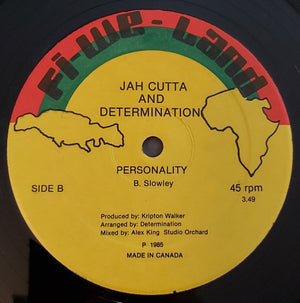 Fi-We-Land
JAH CUTTA
AND
DETERMINATION
PERSONALITY
B. Slowley
SIDE B
45 rpm
3.49
Produced by: Kripton Walker
Arranged by: Determination
Mixed by: Alex King Studio Orchard
P 1985
MADE IN CANADA